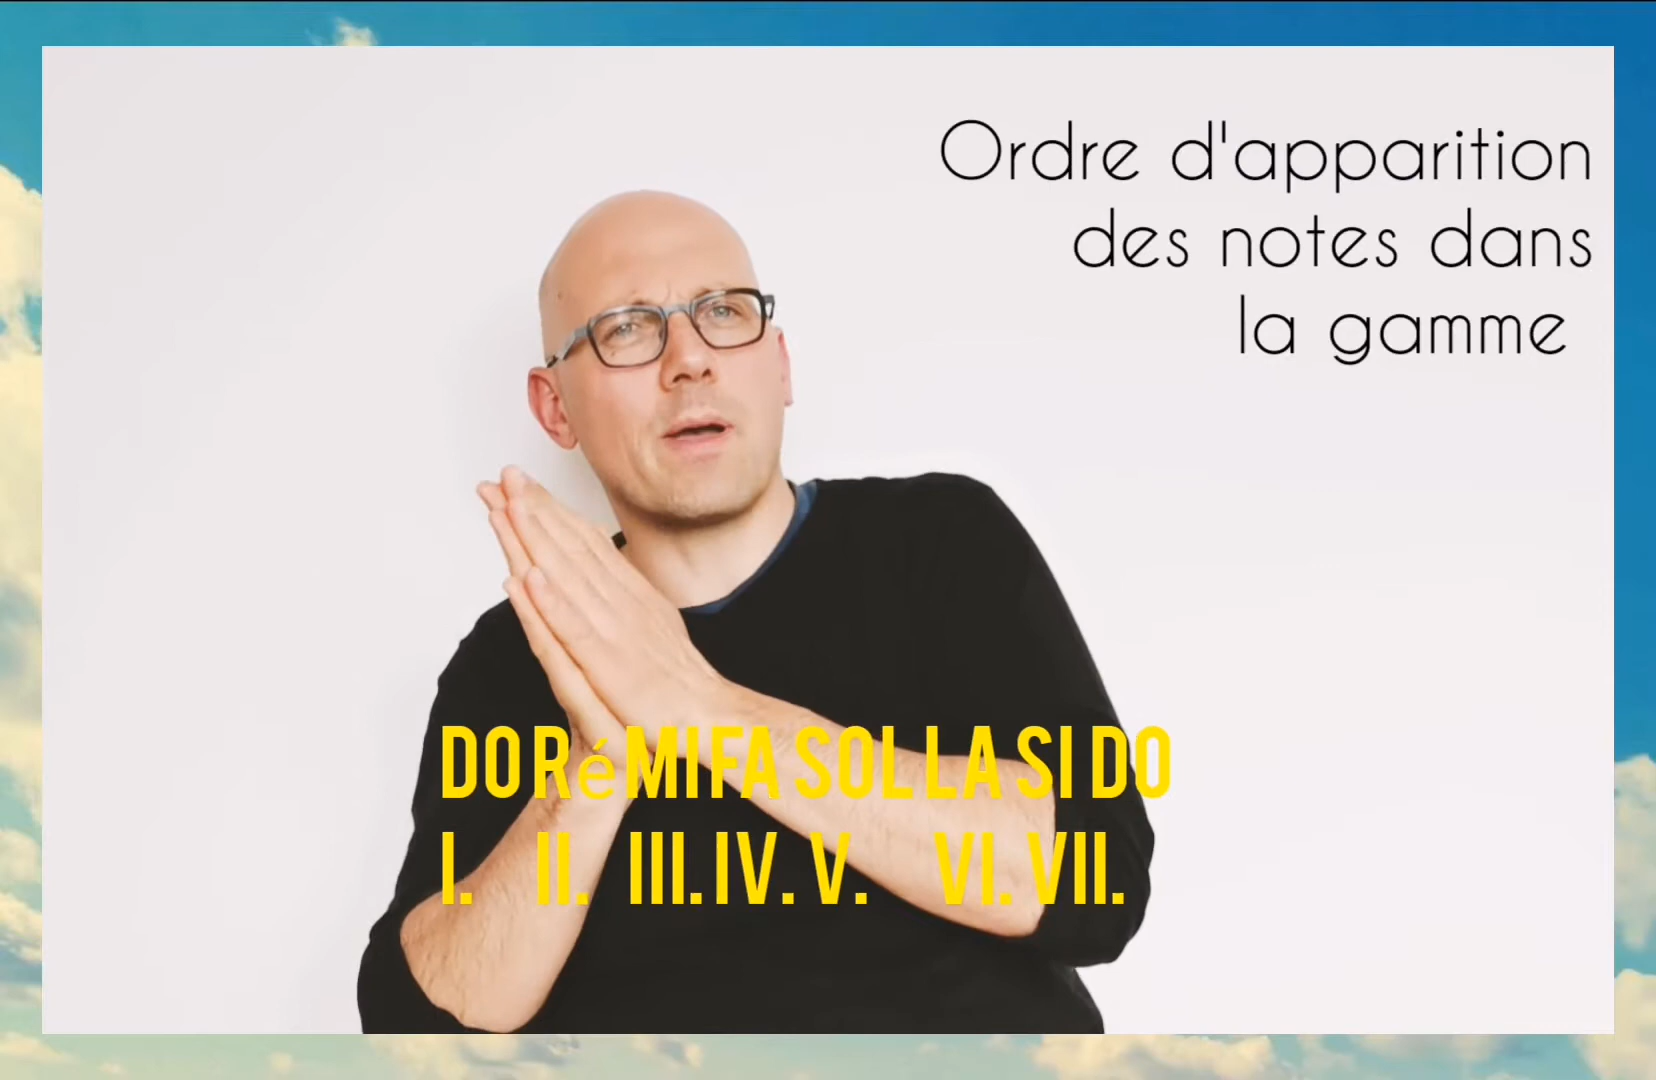 Ordre d'apparition
des notes dans
la gamme
DO RéMI FA SOL LA SI DO
I. II. III. IV. V. VI. VII.